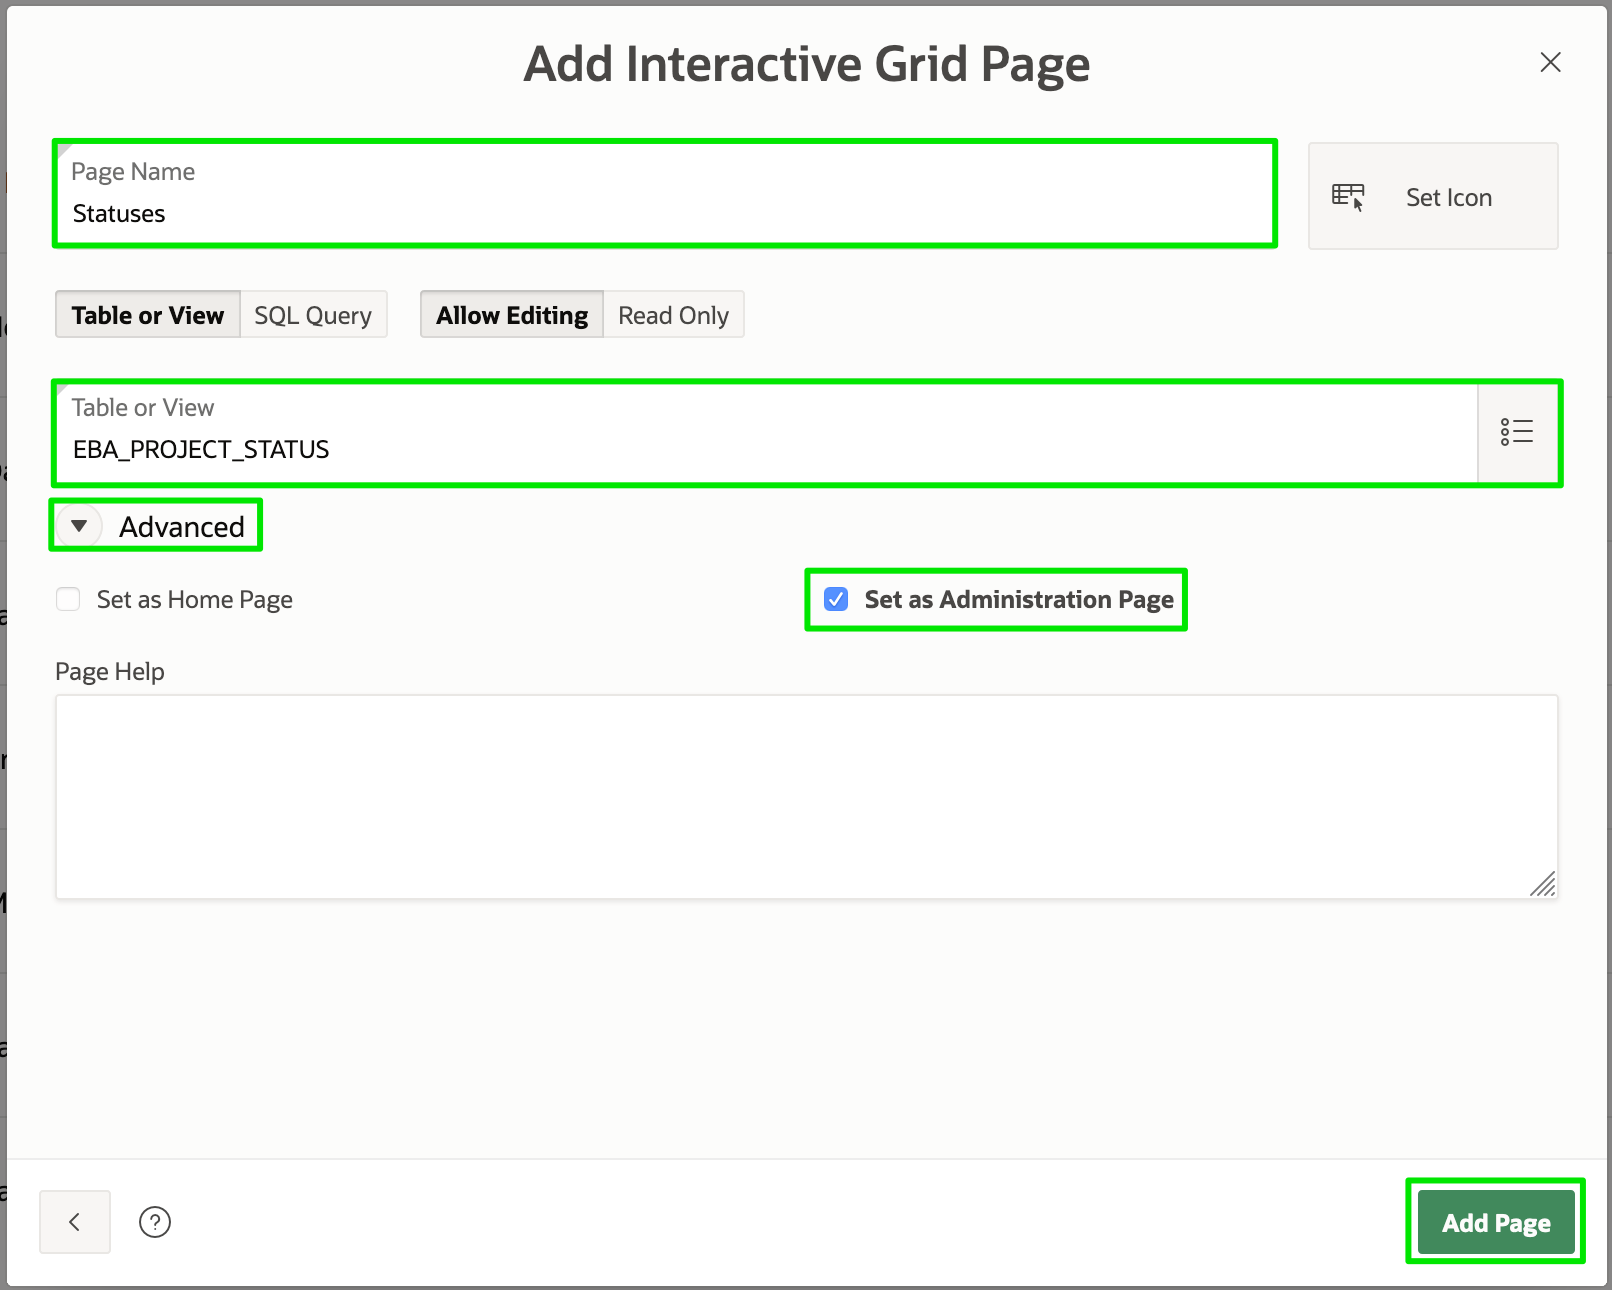 Add Interactive Grid Page
Page Name
Statuses
Set Icon
Table or View SQL Query Allow Editing Read Only
Table or View
EBA_PROJECT_STATUS
Advanced
Set as Home Page Set as Administration Page
Page Help
? Add Page